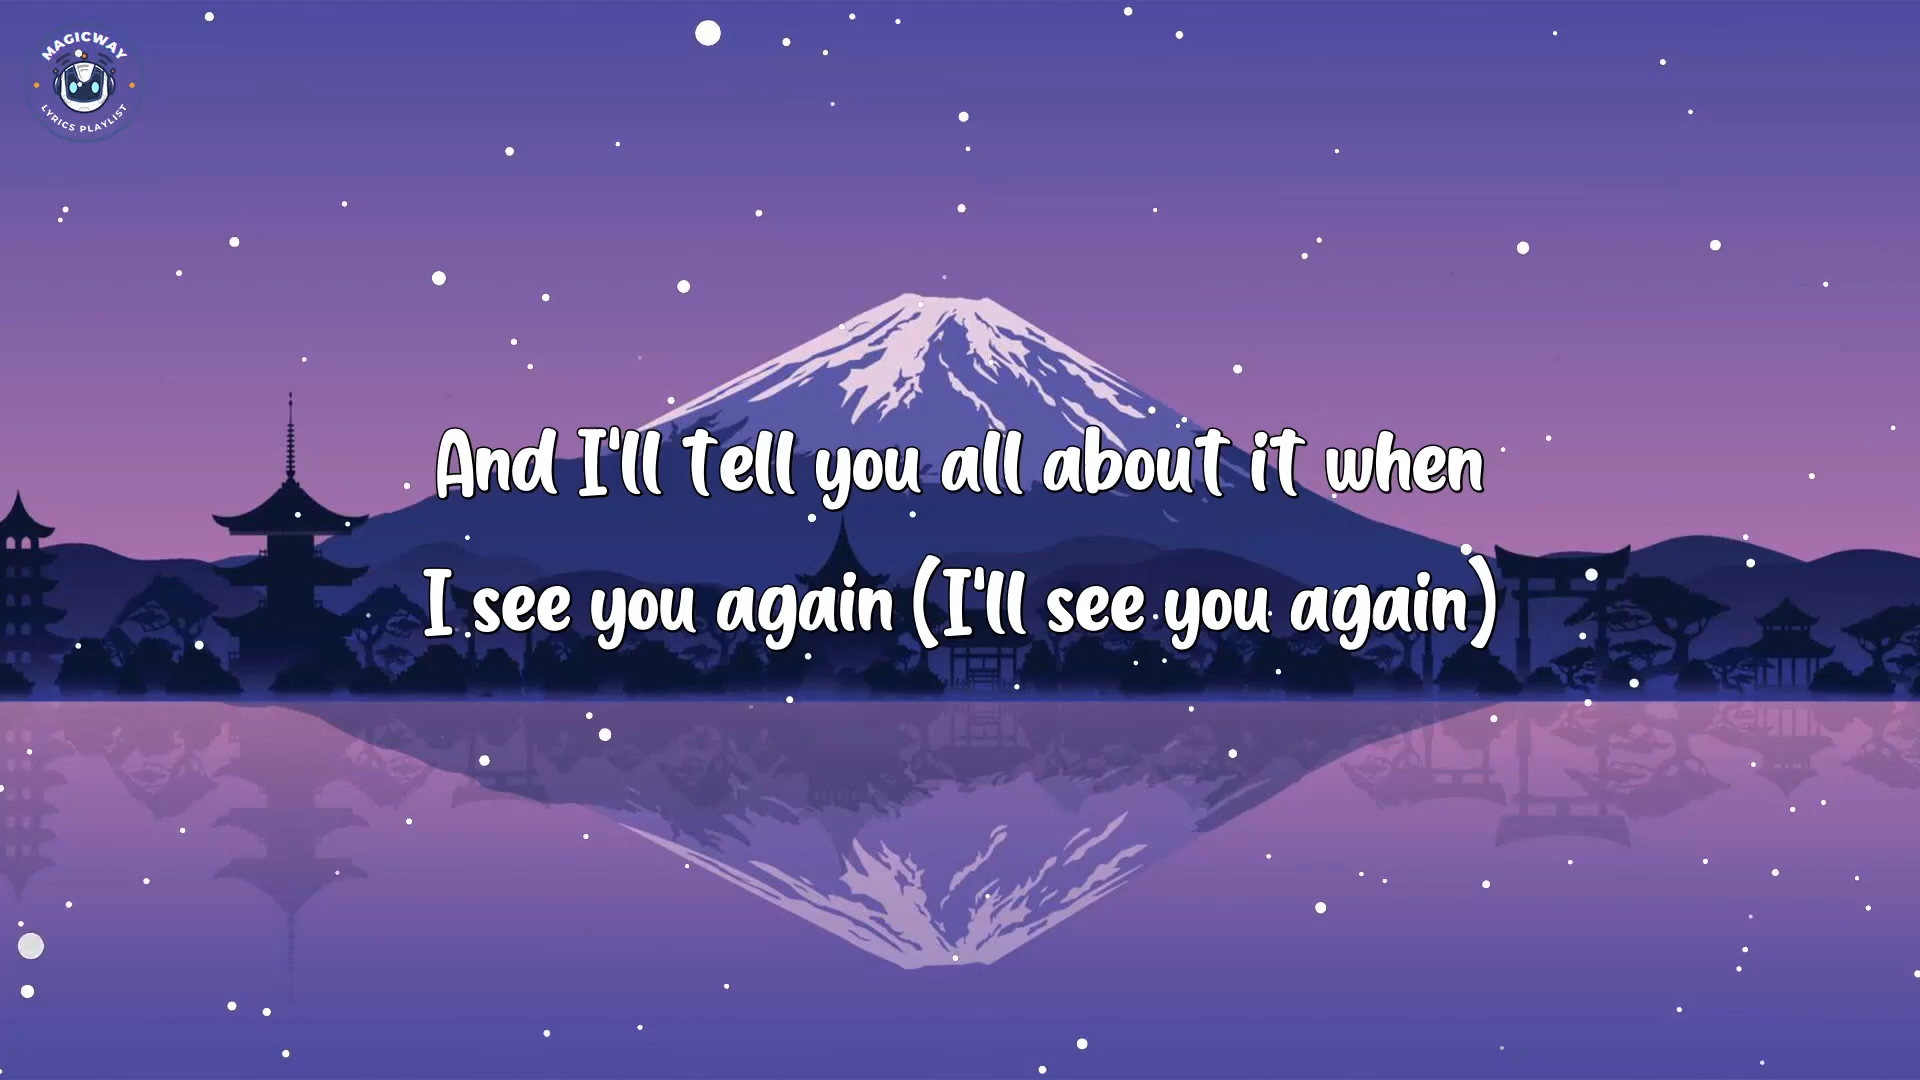 MAGICWAY
LYRICS PLAYLIST
And I'll tell you all about it when
I see you again (I'll see you again)